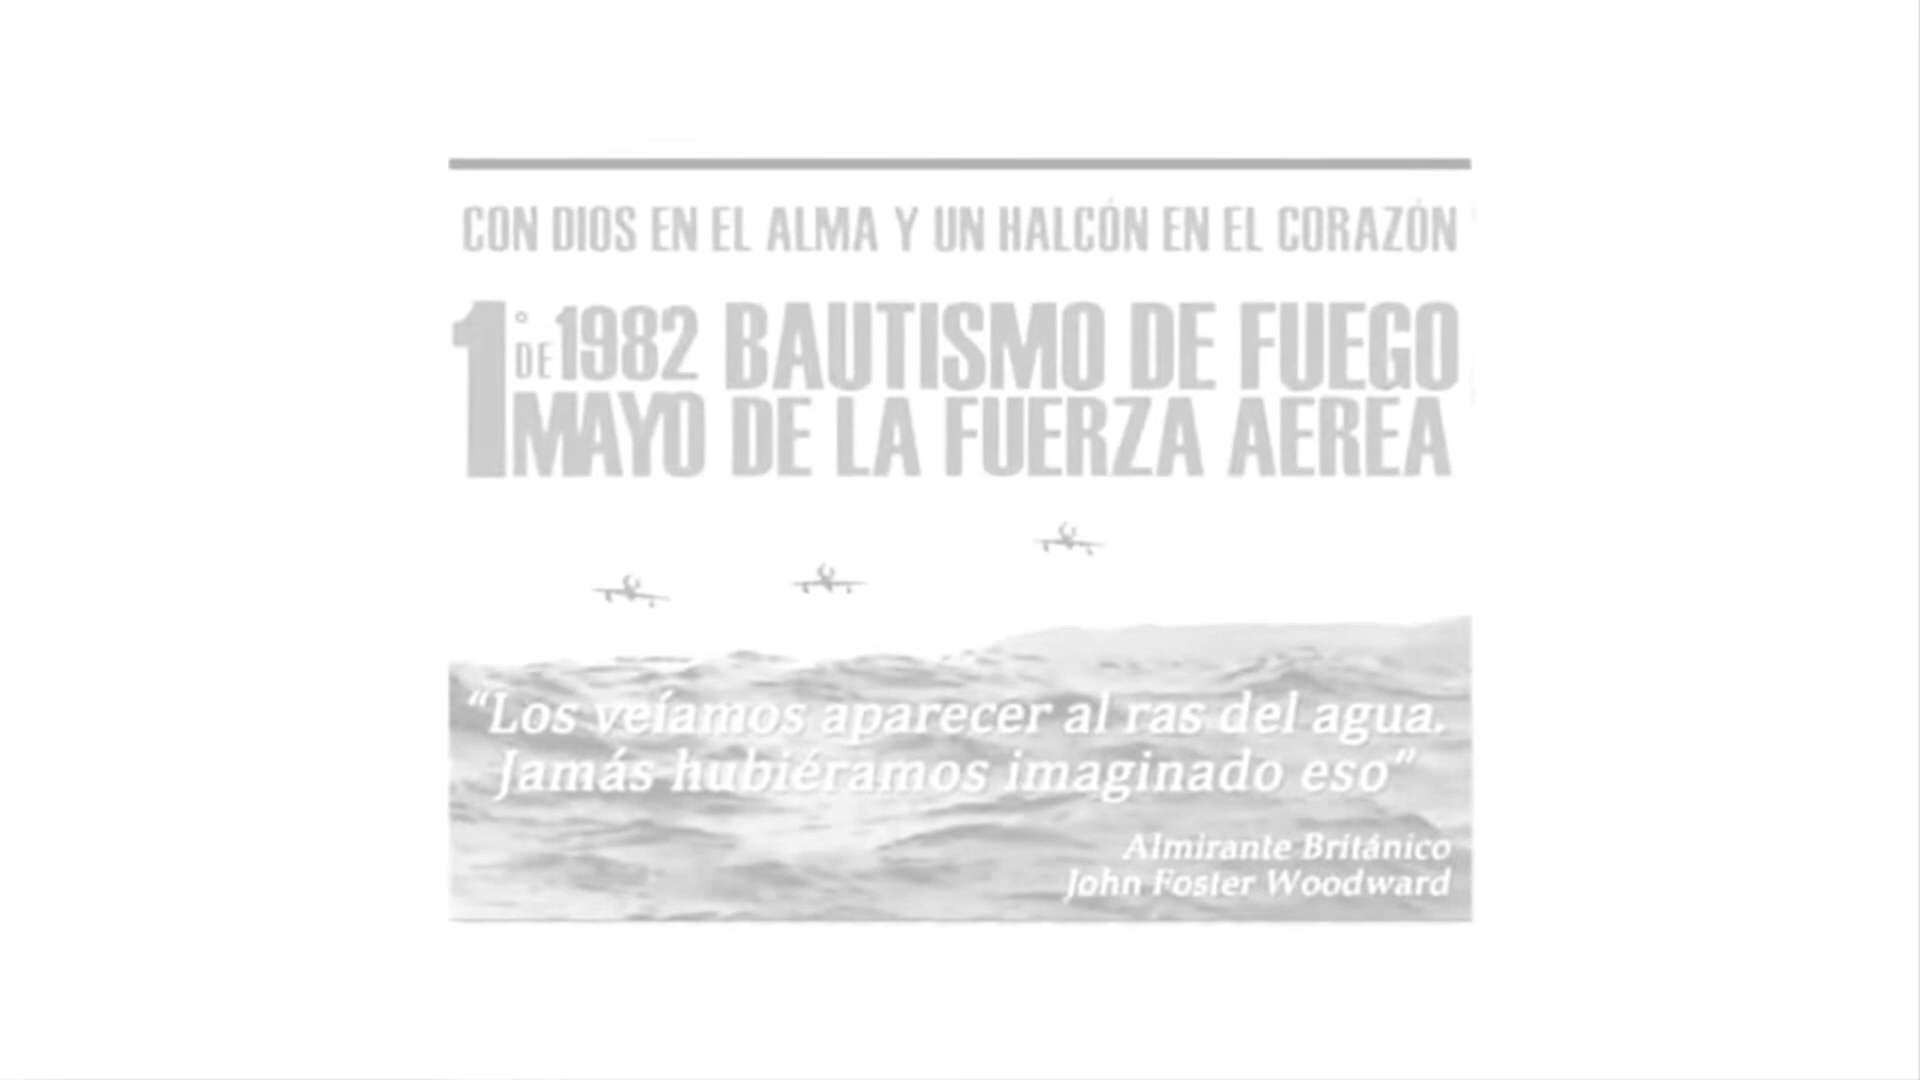 CON DIOS EN EL ALMA Y UN HALCÓN EN EL CORAZÓN
1° DE MAYO 1982 BAUTISMO DE FUEGO
DE LA FUERZA AEREA
“Los veíamos aparecer al ras del agua.
Jamás hubiéramos imaginado eso”
Almirante Británico
John Foster Woodward